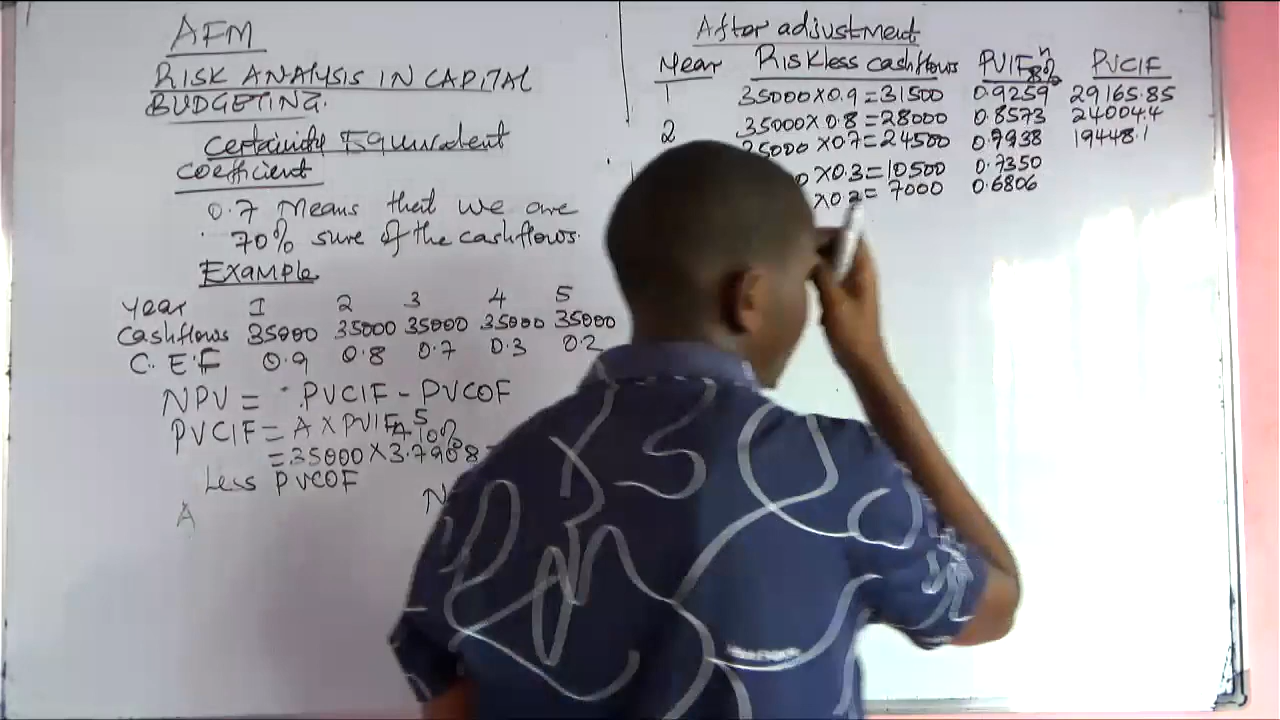 AFM
RISK ANALYSIS IN CAPITAL
BUDGETING.
Certainity Equivalent
Coefficient
0.7 Means that we are
70% sure of the cashflows.
Example
Year 1 2 3 4 5
Cashflows 35000 35000 35000 35000 35000
C.E.F 0.9 0.8 0.7 0.3 0.2
NPV = PVCIF - PVCOF
PVCIF = A X PVIFA 5 10%
= 35000 X 3.7908 =
Less PVCOF
N
A
After adjustment
Year Riskless cashflows PVIF n 8% PVCIF
1 35000 X 0.9 = 31500 0.9259 29165.85
2 35000 X 0.8 = 28000 0.8573 24004.4
35000 X 0.7 = 24500 0.7938 19448.1
0 X 0.3 = 10500 0.7350
X 0.2 = 7000 0.6806